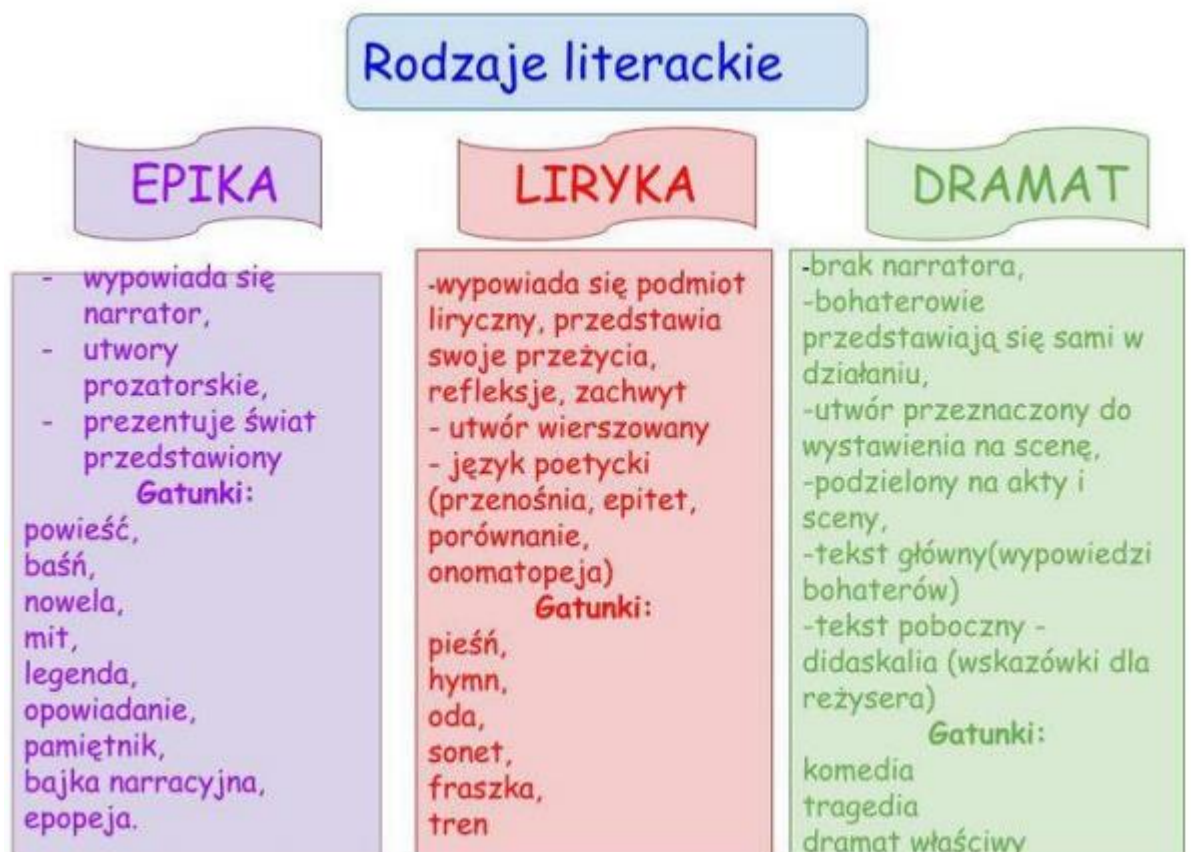 Rodzaje literackie
EPIKA
- wypowiada się
narrator,
- utwory
prozatorskie,
- prezentuje świat
przedstawiony
Gatunki:
powieść,
baśń,
nowela,
mit,
legenda,
opowiadanie,
pamiętnik,
bajka narracyjna,
epopeja.
LIRYKA
-wypowiada się podmiot
liryczny, przedstawia
swoje przeżycia,
refleksje, zachwyt
- utwór wierszowany
- język poetycki
(przenośnia, epitet,
porównanie,
onomatopeja)
Gatunki:
pieśń,
hymn,
oda,
sonet,
fraszka,
tren
DRAMAT
-brak narratora,
-bohaterowie
przedstawiają się sami w
działaniu,
-utwór przeznaczony do
wystawienia na scenę,
-podzielony na akty i
sceny,
-tekst główny(wypowiedzi
bohaterów)
-tekst poboczny -
didaskalia (wskazówki dla
reżysera)
Gatunki:
komedia
tragedia
dramat właściwy